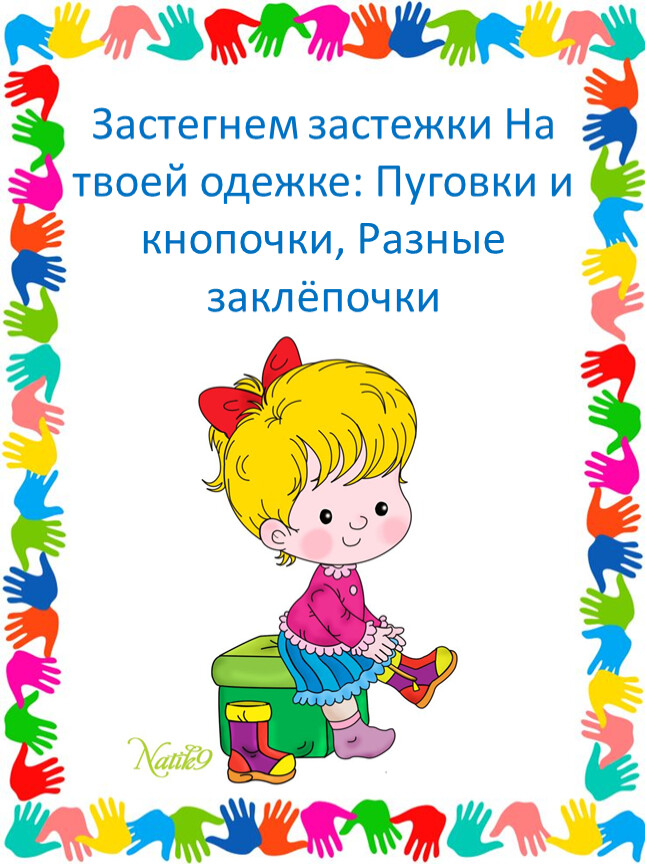 Застегнем застежки На
твоей одежке: Пуговки и
кнопочки, Разные
заклёпочки
Natik9